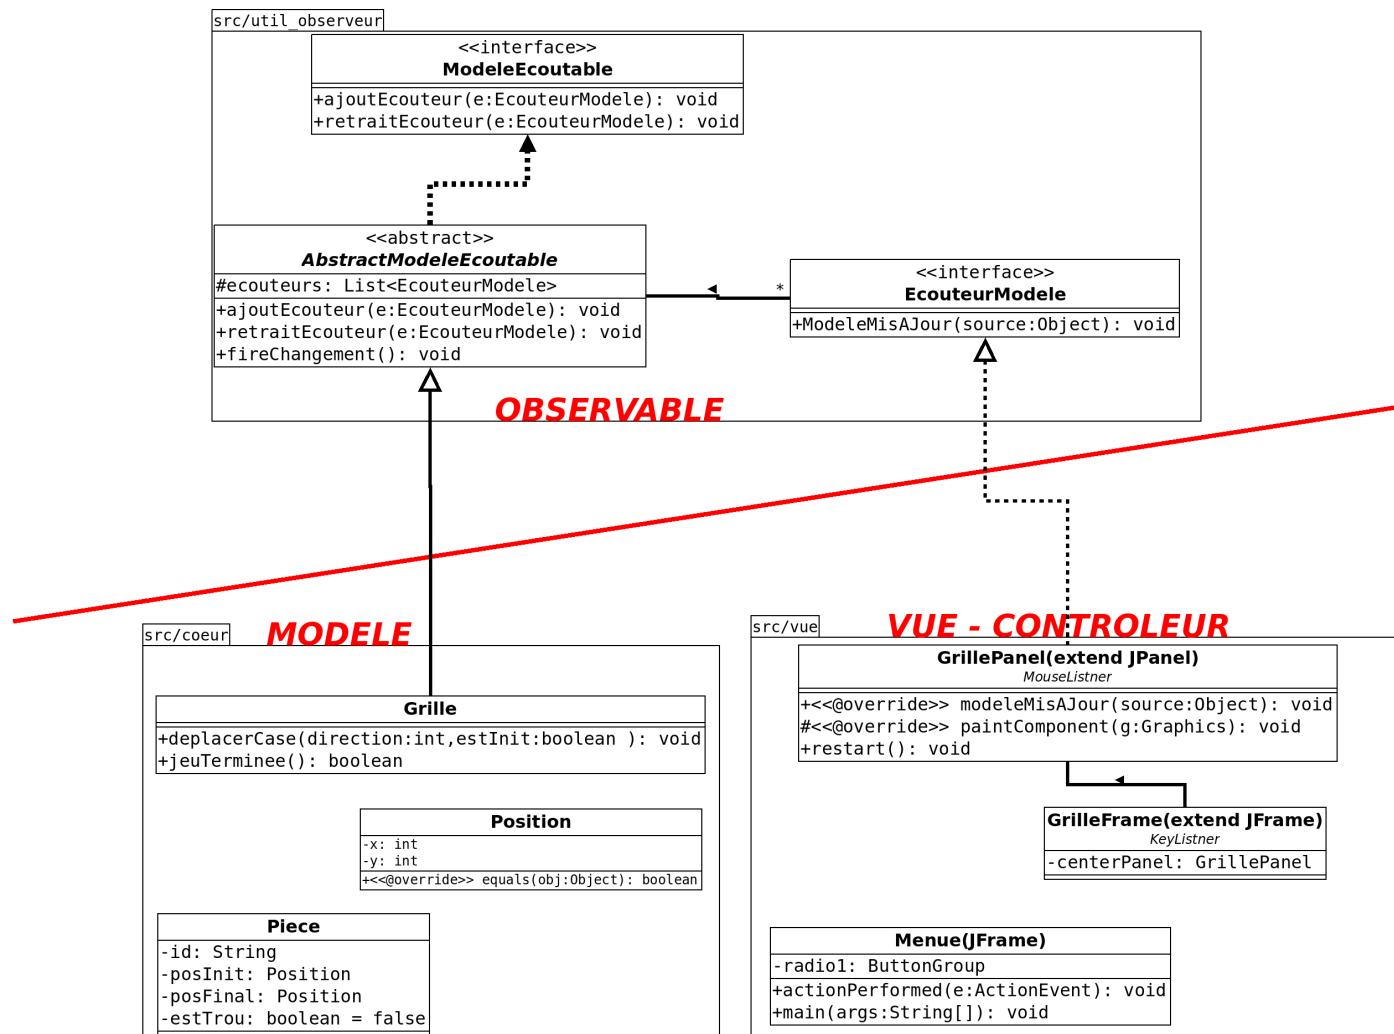 src/util_observeur
<<interface>>
ModeleEcoutable
+ajoutEcouteur(e:EcouteurModele): void
+retraitEcouteur(e:EcouteurModele): void
<<abstract>>
AbstractModeleEcoutable
#ecouteurs: List<EcouteurModele>
+ajoutEcouteur(e:EcouteurModele): void
+retraitEcouteur(e:EcouteurModele): void
+fireChangement(): void
*
<<interface>>
EcouteurModele
+ModeleMisAJour(source:Object): void
OBSERVABLE
src/coeur
MODELE
Grille
+deplacerCase(direction:int,estInit:boolean ): void
+jeuTerminee(): boolean
Position
-x: int
-y: int
+<<@override>> equals(obj:Object): boolean
Piece
-id: String
-posInit: Position
-posFinal: Position
-estTrou: boolean = false
src/vue
VUE - CONTROLEUR
GrillePanel(extend JPanel)
MouseListner
+<<@override>> modeleMisAJour(source:Object): void
#<<@override>> paintComponent(g:Graphics): void
+restart(): void
GrilleFrame(extend JFrame)
KeyListner
-centerPanel: GrillePanel
Menue(JFrame)
-radio1: ButtonGroup
+actionPerformed(e:ActionEvent): void
+main(args:String[]): void